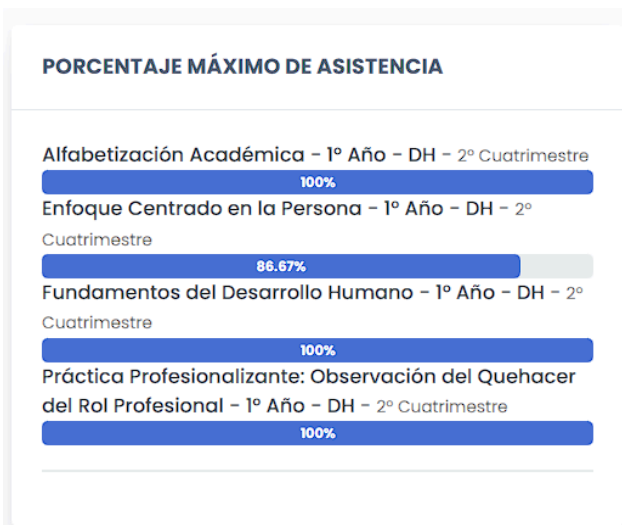 PORCENTAJE MÁXIMO DE ASISTENCIA
Alfabetización Académica - 1º Año - DH - 2º Cuatrimestre
100%
Enfoque Centrado en la Persona - 1º Año - DH - 2º
Cuatrimestre
86.67%
Fundamentos del Desarrollo Humano - 1º Año - DH - 2º
Cuatrimestre
100%
Práctica Profesionalizante: Observación del Quehacer
del Rol Profesional - 1º Año - DH - 2º Cuatrimestre
100%